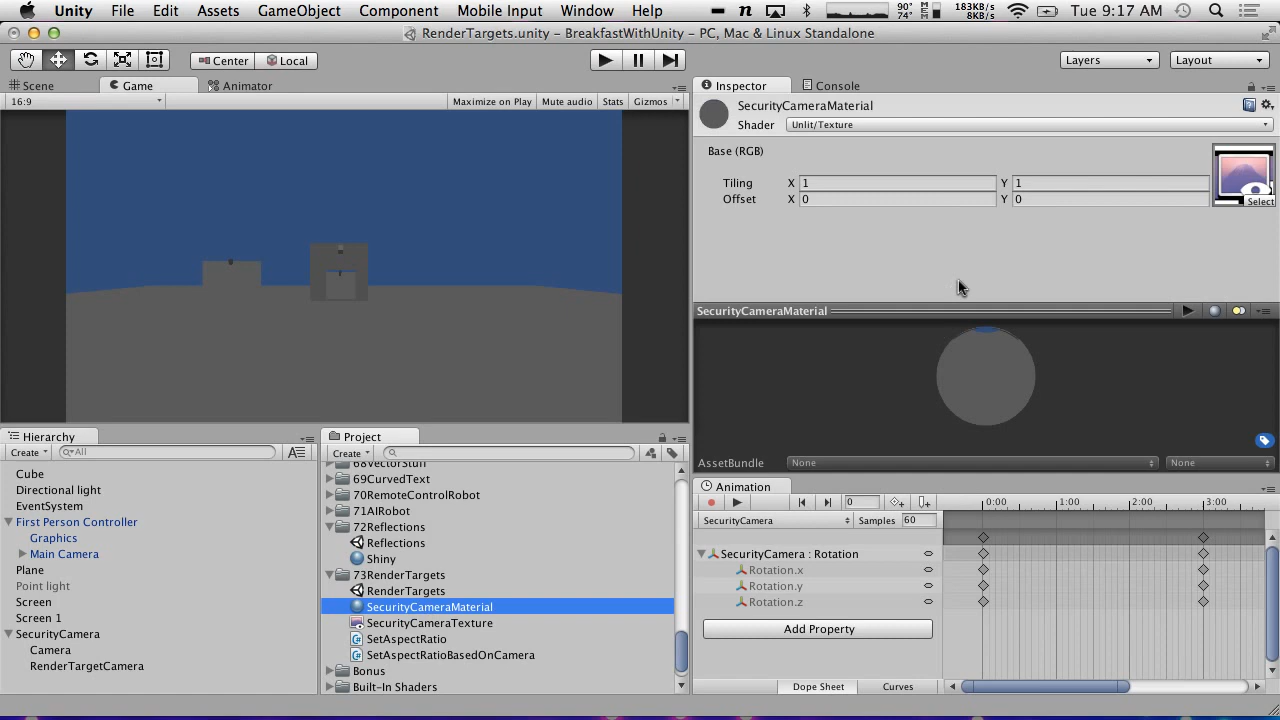 Unity File Edit Assets GameObject Component Mobile Input Window Help 90° 74° MEM 183KB/s 8KB/s Tue 9:17 AM
RenderTargets.unity – BreakfastWithUnity – PC, Mac & Linux Standalone
Center Local Layers Layout
Scene Game Animator
16:9 Maximize on Play Mute audio Stats Gizmos
Inspector Console
SecurityCameraMaterial
Shader Unlit/Texture
Base (RGB)
Tiling X 1 Y 1
Offset X 0 Y 0
Select
SecurityCameraMaterial
AssetBundle None None
Hierarchy
Create All
Cube
Directional light
EventSystem
First Person Controller
Graphics
Main Camera
Plane
Point light
Screen
Screen 1
SecurityCamera
Camera
RenderTargetCamera
Project
Create
68VectorStuff
69CurvedText
70RemoteControlRobot
71AIRobot
72Reflections
Reflections
Shiny
73RenderTargets
RenderTargets
SecurityCameraMaterial
SecurityCameraTexture
SetAspectRatio
SetAspectRatioBasedOnCamera
Bonus
Built-In Shaders
Animation
0 0:00 1:00 2:00 3:00
SecurityCamera Samples 60
SecurityCamera : Rotation
Rotation.x
Rotation.y
Rotation.z
Add Property
Dope Sheet Curves